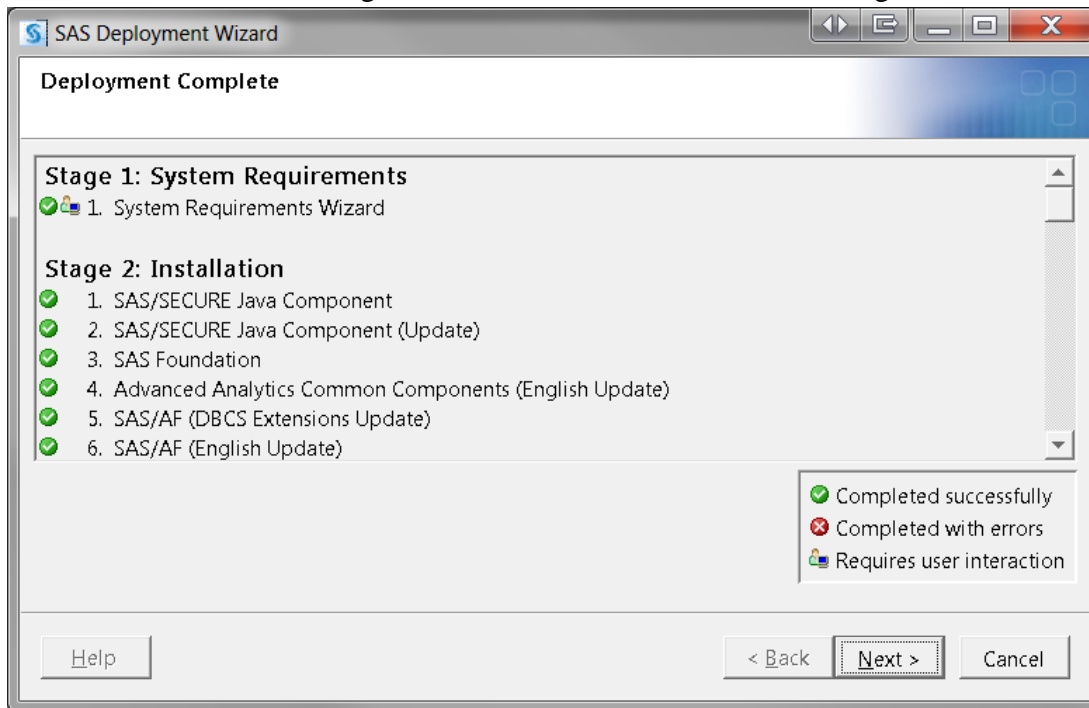 SAS Deployment Wizard
Deployment Complete
Stage 1: System Requirements
1. System Requirements Wizard
Stage 2: Installation
1. SAS/SECURE Java Component
2. SAS/SECURE Java Component (Update)
3. SAS Foundation
4. Advanced Analytics Common Components (English Update)
5. SAS/AF (DBCS Extensions Update)
6. SAS/AF (English Update)
Completed successfully
Completed with errors
Requires user interaction
Help
< Back
Next >
Cancel